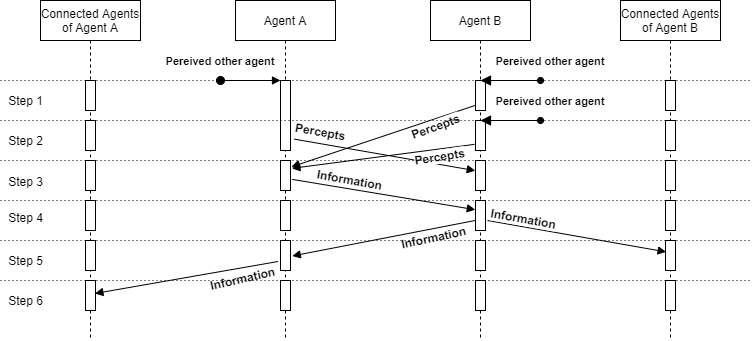 Connected Agents
of Agent A
Agent A
Agent B
Connected Agents
of Agent B
Pereived other agent
Pereived other agent
Step 1
Pereived other agent
Percepts
Percepts
Step 2
Percepts
Step 3
Information
Step 4
Information
Information
Step 5
Information
Step 6